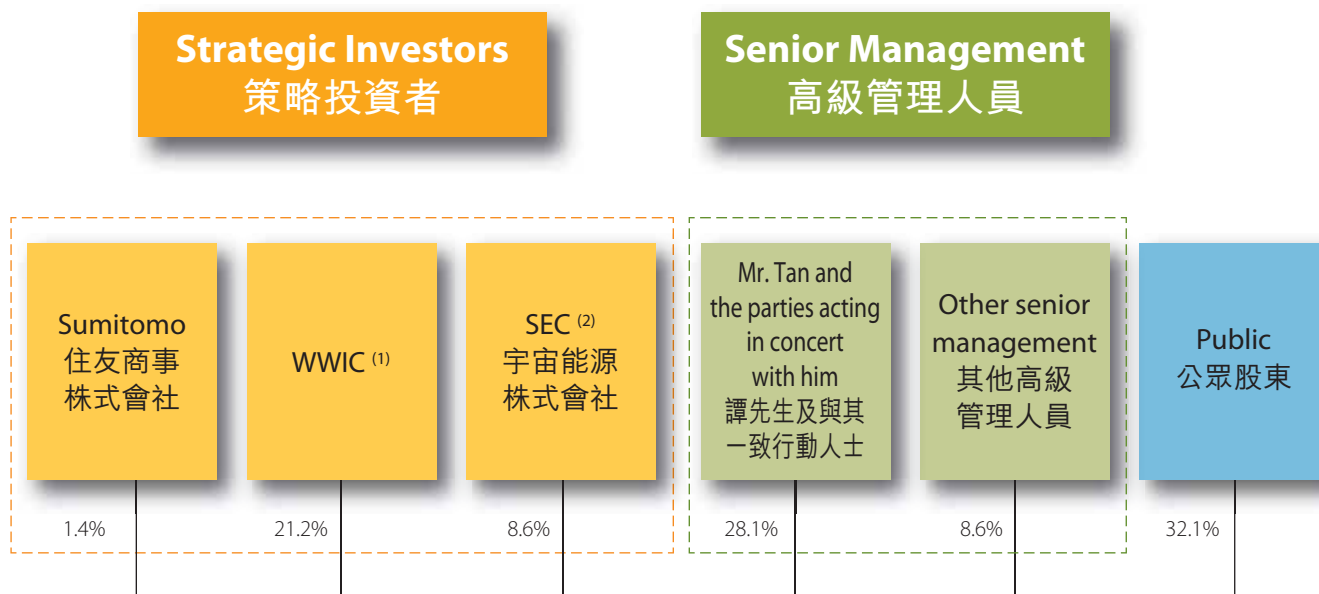 Strategic Investors
策略投資者
Senior Management
高級管理人員
Sumitomo
住友商事
株式會社
WWIC (1)
SEC (2)
宇宙能源
株式會社
Mr. Tan and
the parties acting
in concert
with him
譚先生及與其
一致行動人士
Other senior
management
其他高級
管理人員
Public
公眾股東
1.4%
21.2%
8.6%
28.1%
8.6%
32.1%